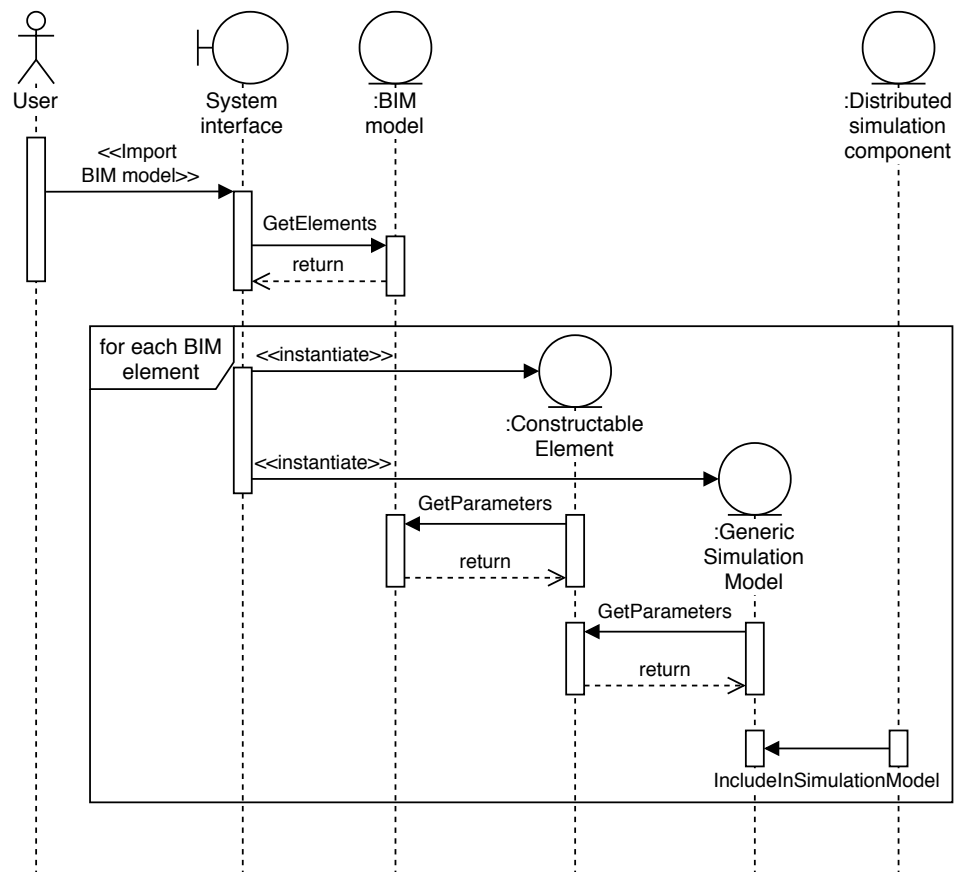 User
System
interface
:BIM
model
:Distributed
simulation
component
<<Import
BIM model>>
GetElements
return
for each BIM
element
<<instantiate>>
:Constructable
Element
<<instantiate>>
:Generic
Simulation
Model
GetParameters
return
GetParameters
return
IncludeInSimulationModel